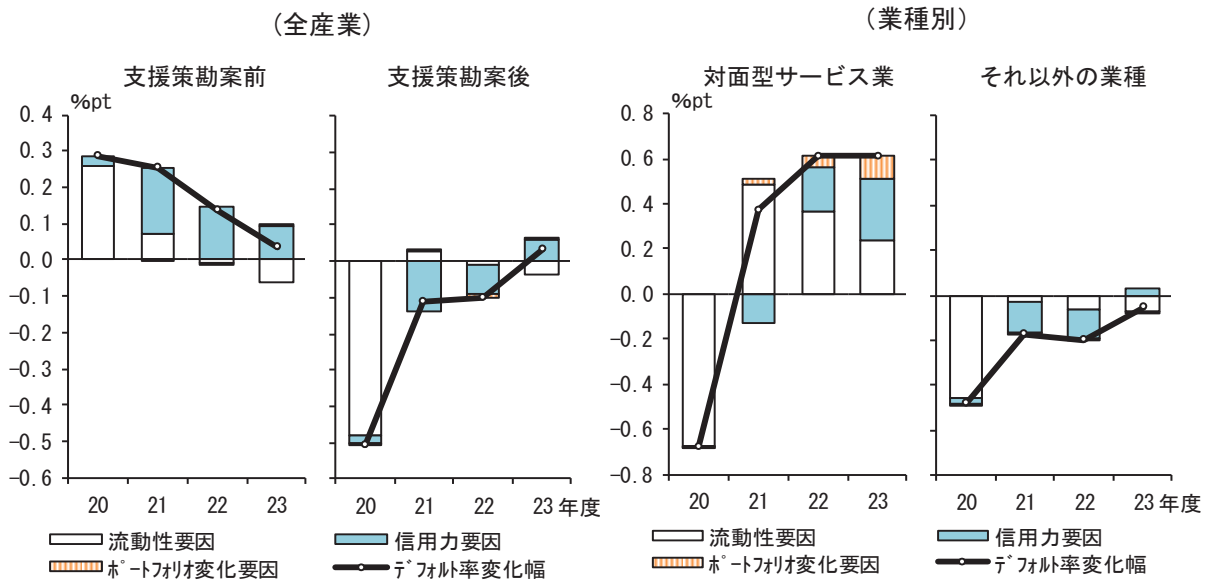 （全産業）
（業種別）
支援策勘案前
支援策勘案後
対面型サービス業
それ以外の業種
%pt
0.4
0.3
0.2
0.1
0.0
-0.1
-0.2
-0.3
-0.4
-0.5
-0.6
20 21 22 23
20 21 22 23 年度
流動性要因
信用力要因
ポートフォリオ変化要因
デフォルト率変化幅
%pt
0.8
0.6
0.4
0.2
0.0
-0.2
-0.4
-0.6
-0.8
20 21 22 23
20 21 22 23 年度
流動性要因
信用力要因
ポートフォリオ変化要因
デフォルト率変化幅